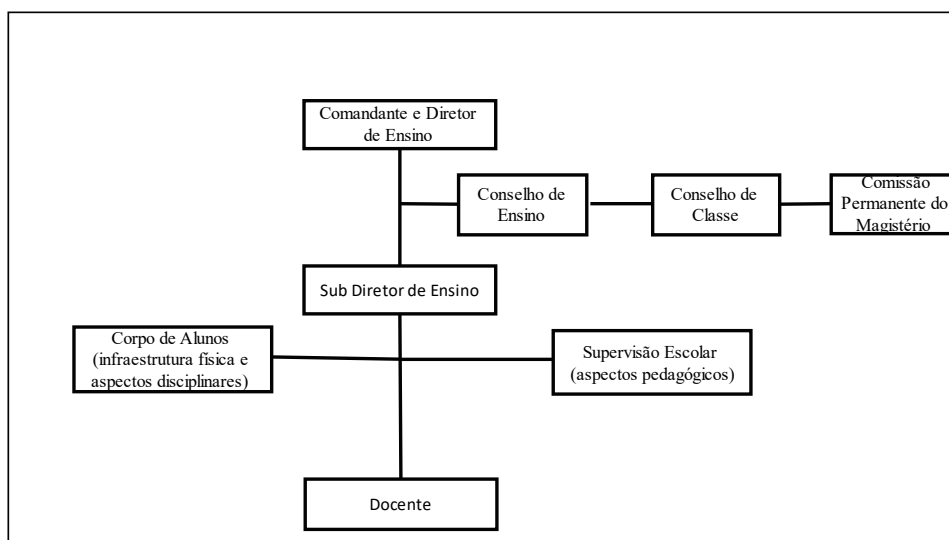 Comandante e Diretor
de Ensino
Conselho de
Ensino
Conselho de
Classe
Comissão
Permanente do
Magistério
Sub Diretor de Ensino
Corpo de Alunos
(infraestrutura física e
aspectos disciplinares)
Supervisão Escolar
(aspectos pedagógicos)
Docente